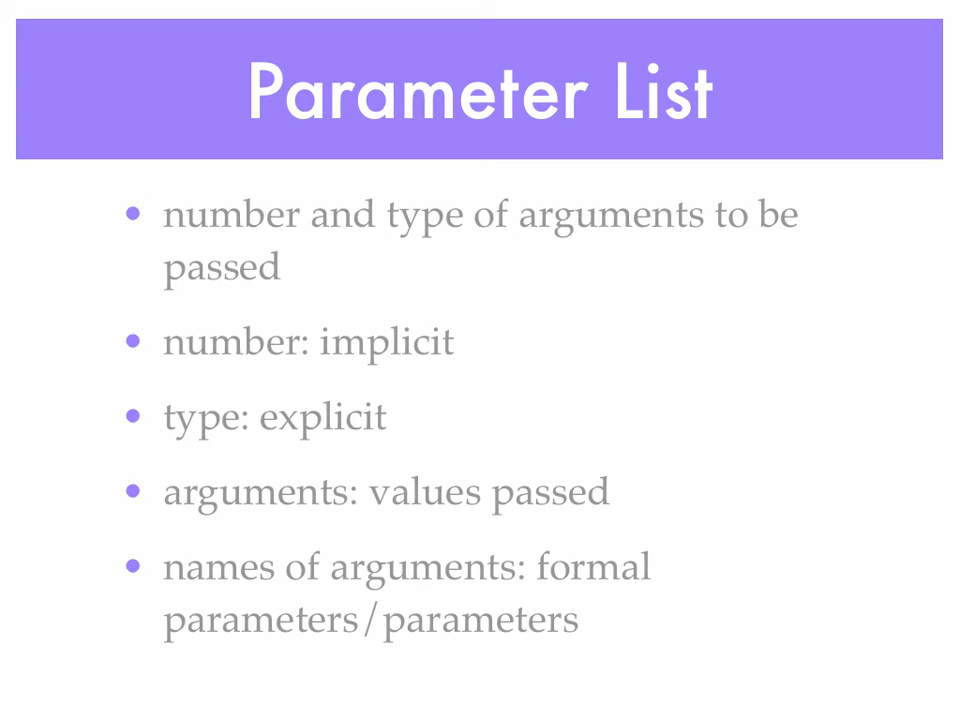 Parameter List
• number and type of arguments to be
passed
• number: implicit
• type: explicit
• arguments: values passed
• names of arguments: formal
parameters/parameters